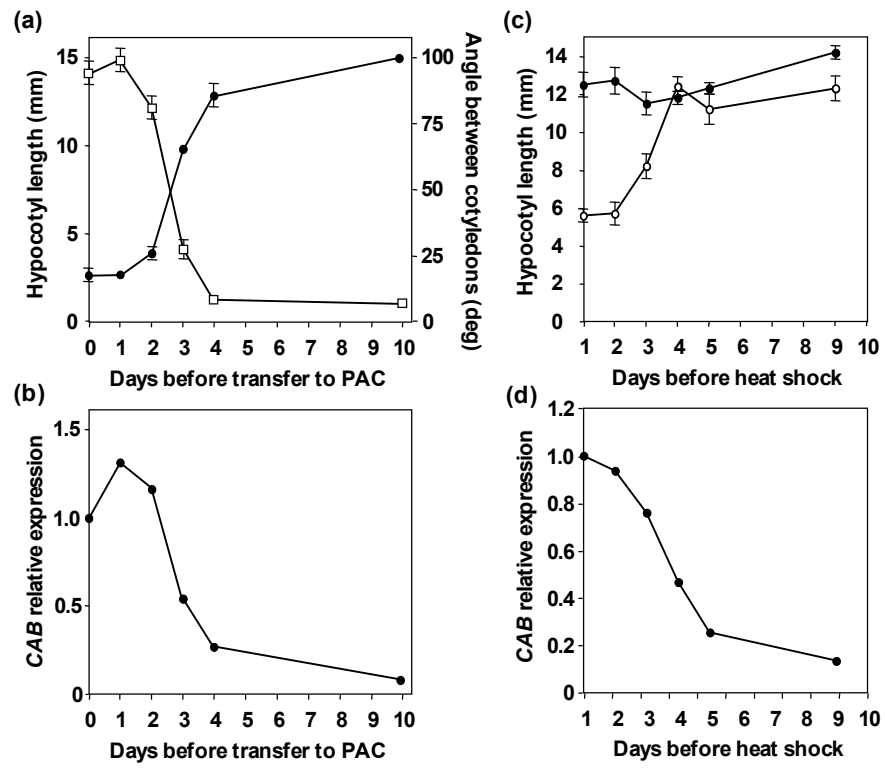 (a)
15
10
5
0
Hypocotyl length (mm)
100
75
50
25
0
Angle between cotyledons (deg)
0 1 2 3 4 5 6 7 8 9 10
Days before transfer to PAC
(b)
1.5
1.0
0.5
0
CAB relative expression
0 1 2 3 4 5 6 7 8 9 10
Days before transfer to PAC
(c)
14
12
10
8
6
4
2
0
Hypocotyl length (mm)
1 2 3 4 5 6 7 8 9 10
Days before heat shock
(d)
1.2
1.0
0.8
0.6
0.4
0.2
0
CAB relative expression
1 2 3 4 5 6 7 8 9 10
Days before heat shock